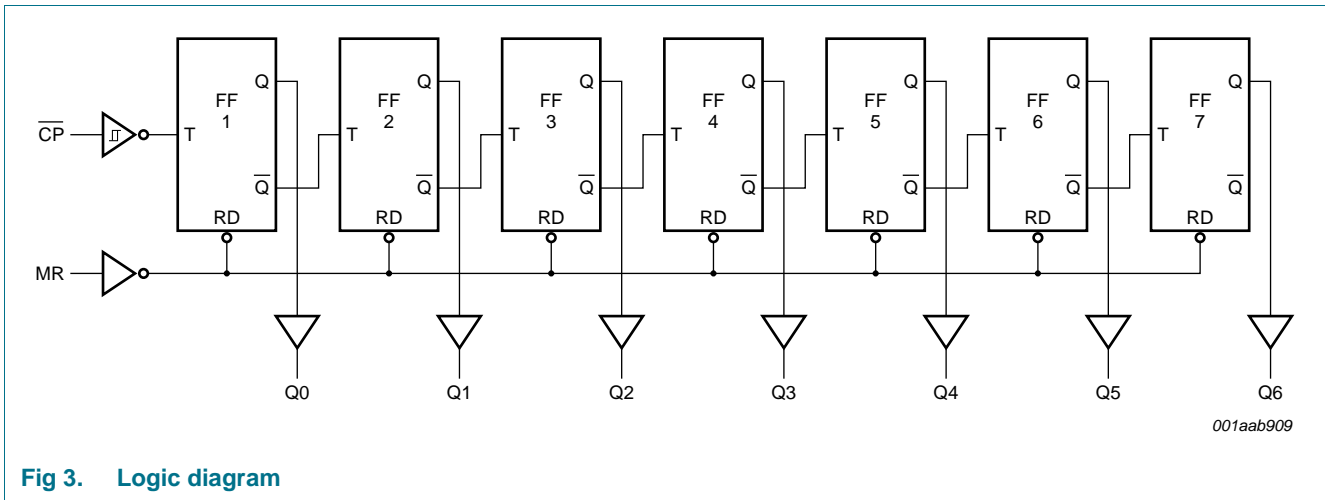 Q Q Q Q Q Q Q
FF FF FF FF FF FF FF
1 2 3 4 5 6 7
C̅P̅ T T T T T T T
Q̅ Q̅ Q̅ Q̅ Q̅ Q̅ Q̅
RD RD RD RD RD RD RD
MR
Q0 Q1 Q2 Q3 Q4 Q5 Q6
001aab909
Fig 3. Logic diagram